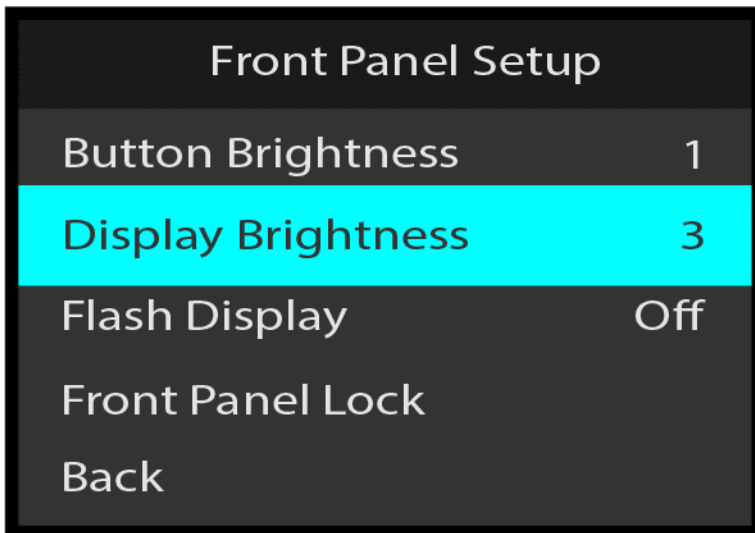 Front Panel Setup
Button Brightness 1
Display Brightness 3
Flash Display Off
Front Panel Lock
Back